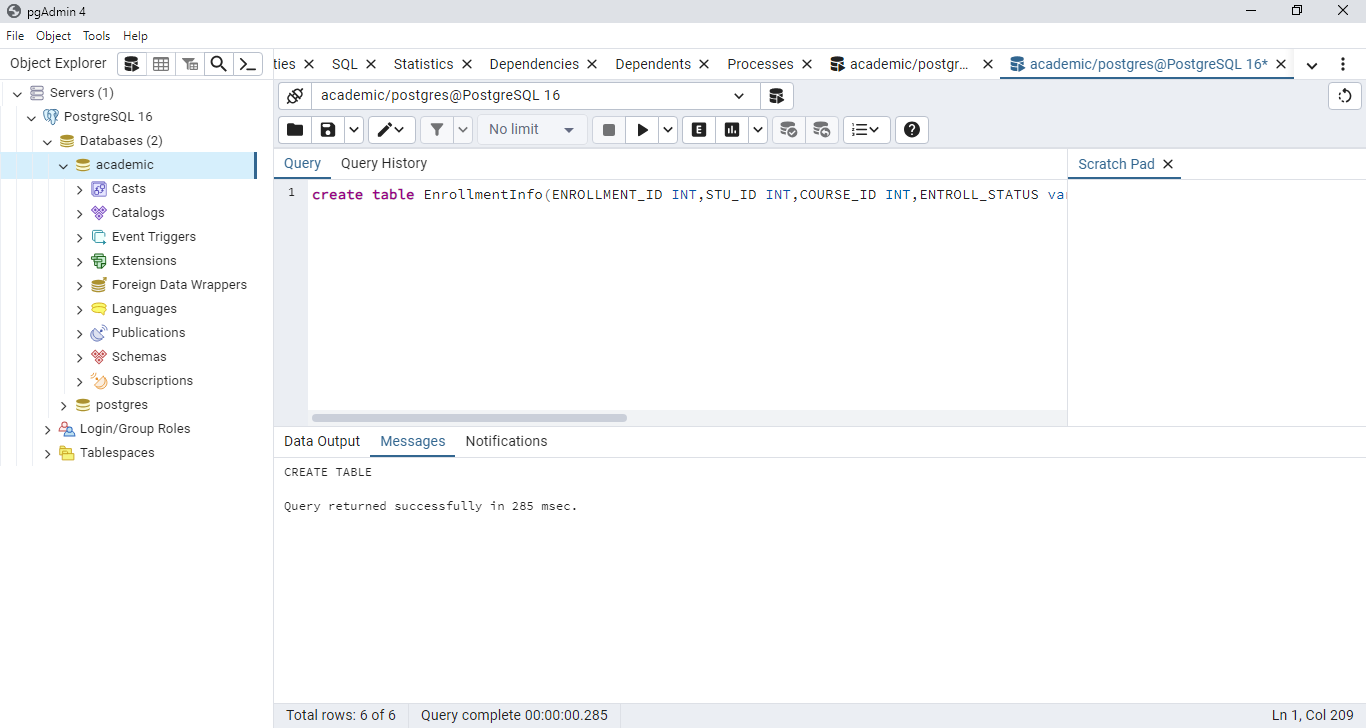 pgAdmin 4
File Object Tools Help
Object Explorer
ties SQL Statistics Dependencies Dependents Processes academic/postgr... academic/postgres@PostgreSQL 16*
Servers (1)
PostgreSQL 16
Databases (2)
academic
Casts
Catalogs
Event Triggers
Extensions
Foreign Data Wrappers
Languages
Publications
Schemas
Subscriptions
postgres
Login/Group Roles
Tablespaces
academic/postgres@PostgreSQL 16
No limit
E
Query Query History
Scratch Pad
1 create table EnrollmentInfo(ENROLLMENT_ID INT,STU_ID INT,COURSE_ID INT,ENTROLL_STATUS va
Data Output Messages Notifications
CREATE TABLE
Query returned successfully in 285 msec.
Total rows: 6 of 6 Query complete 00:00:00.285 Ln 1, Col 209